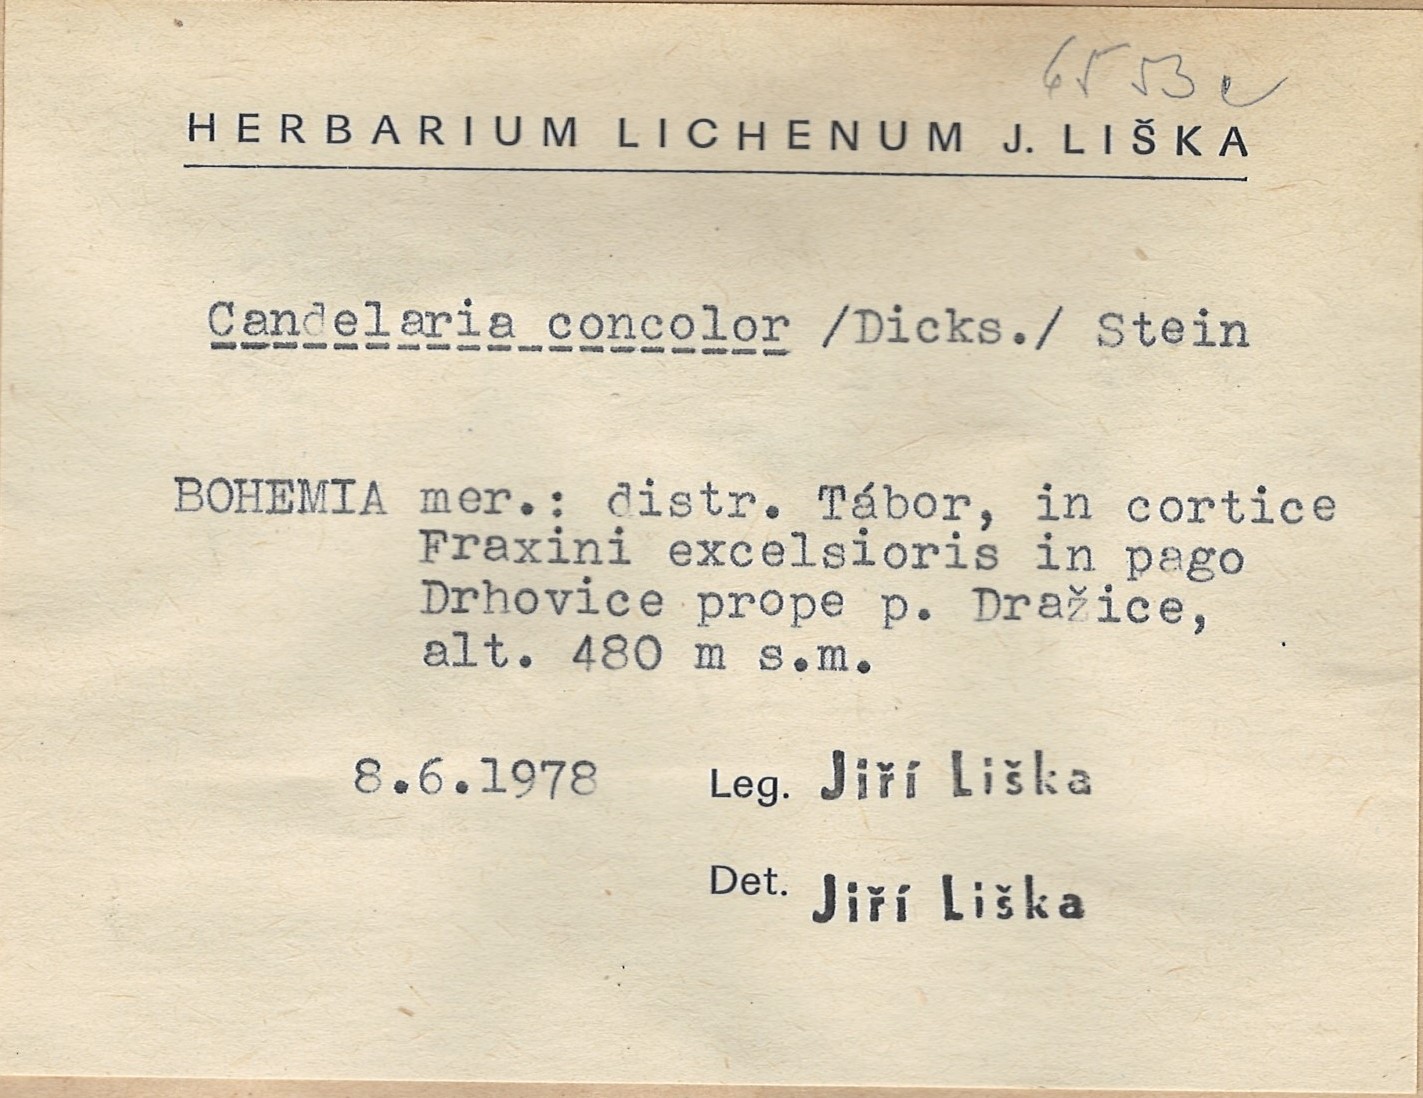 6553c
HERBARIUM LICHENUM J. LIŠKA
Candelaria concolor /Dicks./ Stein
BOHEMIA mer.: distr. Tábor, in cortice
Fraxini excelsioris in pago
Drhovice prope p. Dražice,
alt. 480 m s.m.
8.6.1978 Leg. Jiří Liška
Det. Jiří Liška